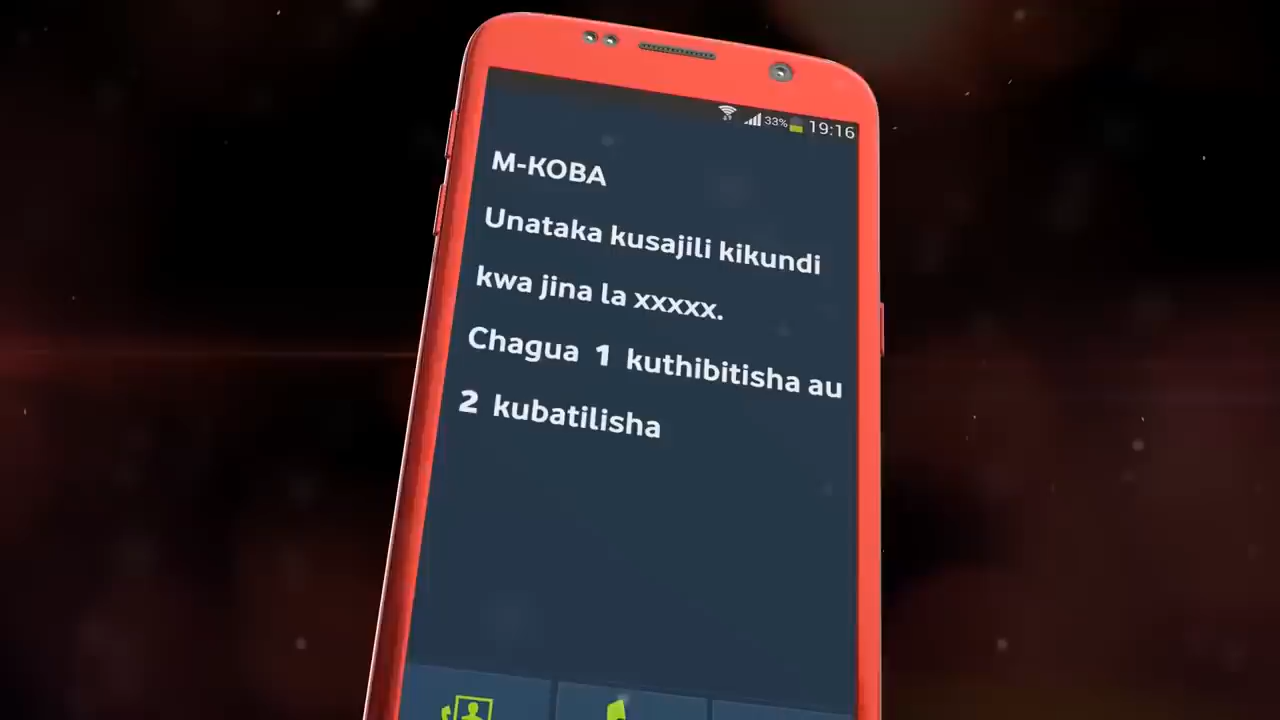 33% 19:16
M-KOBA
Unataka kusajili kikundi
kwa jina la xxxxx.
Chagua 1 kuthibitisha au
2 kubatilisha